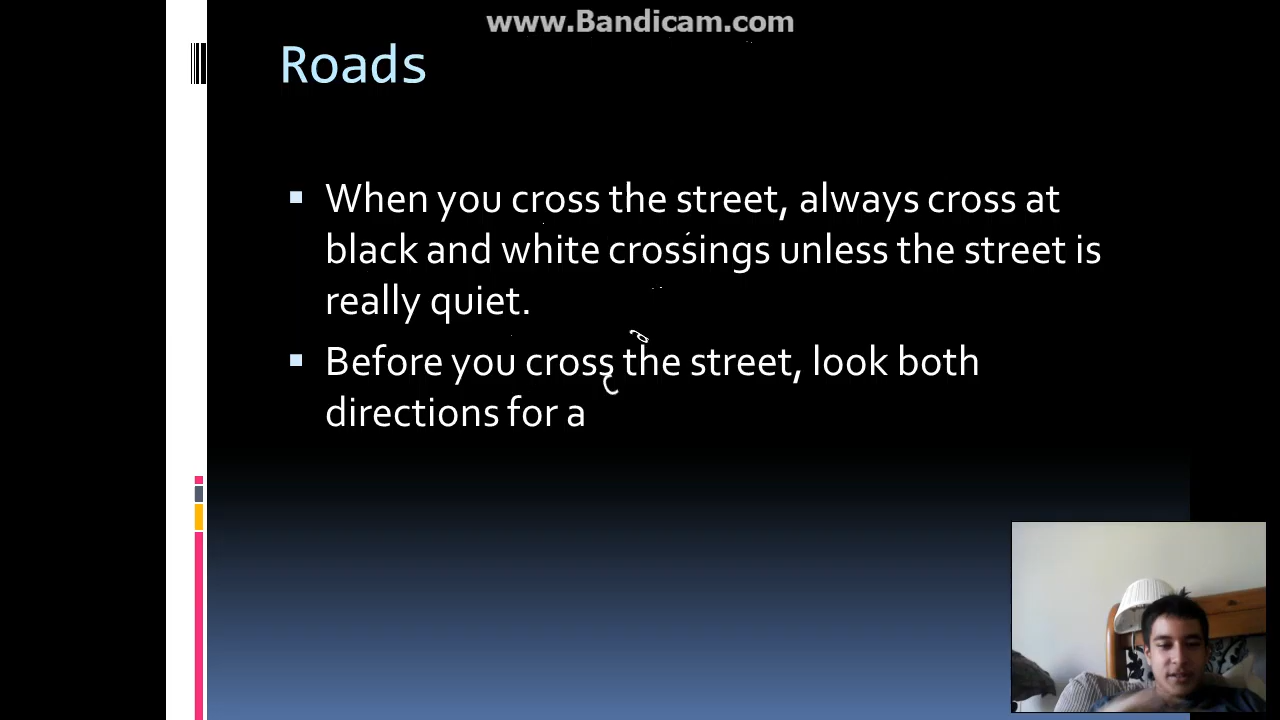 www.Bandicam.com
Roads
When you cross the street, always cross at
black and white crossings unless the street is
really quiet.
Before you cross the street, look both
directions for a